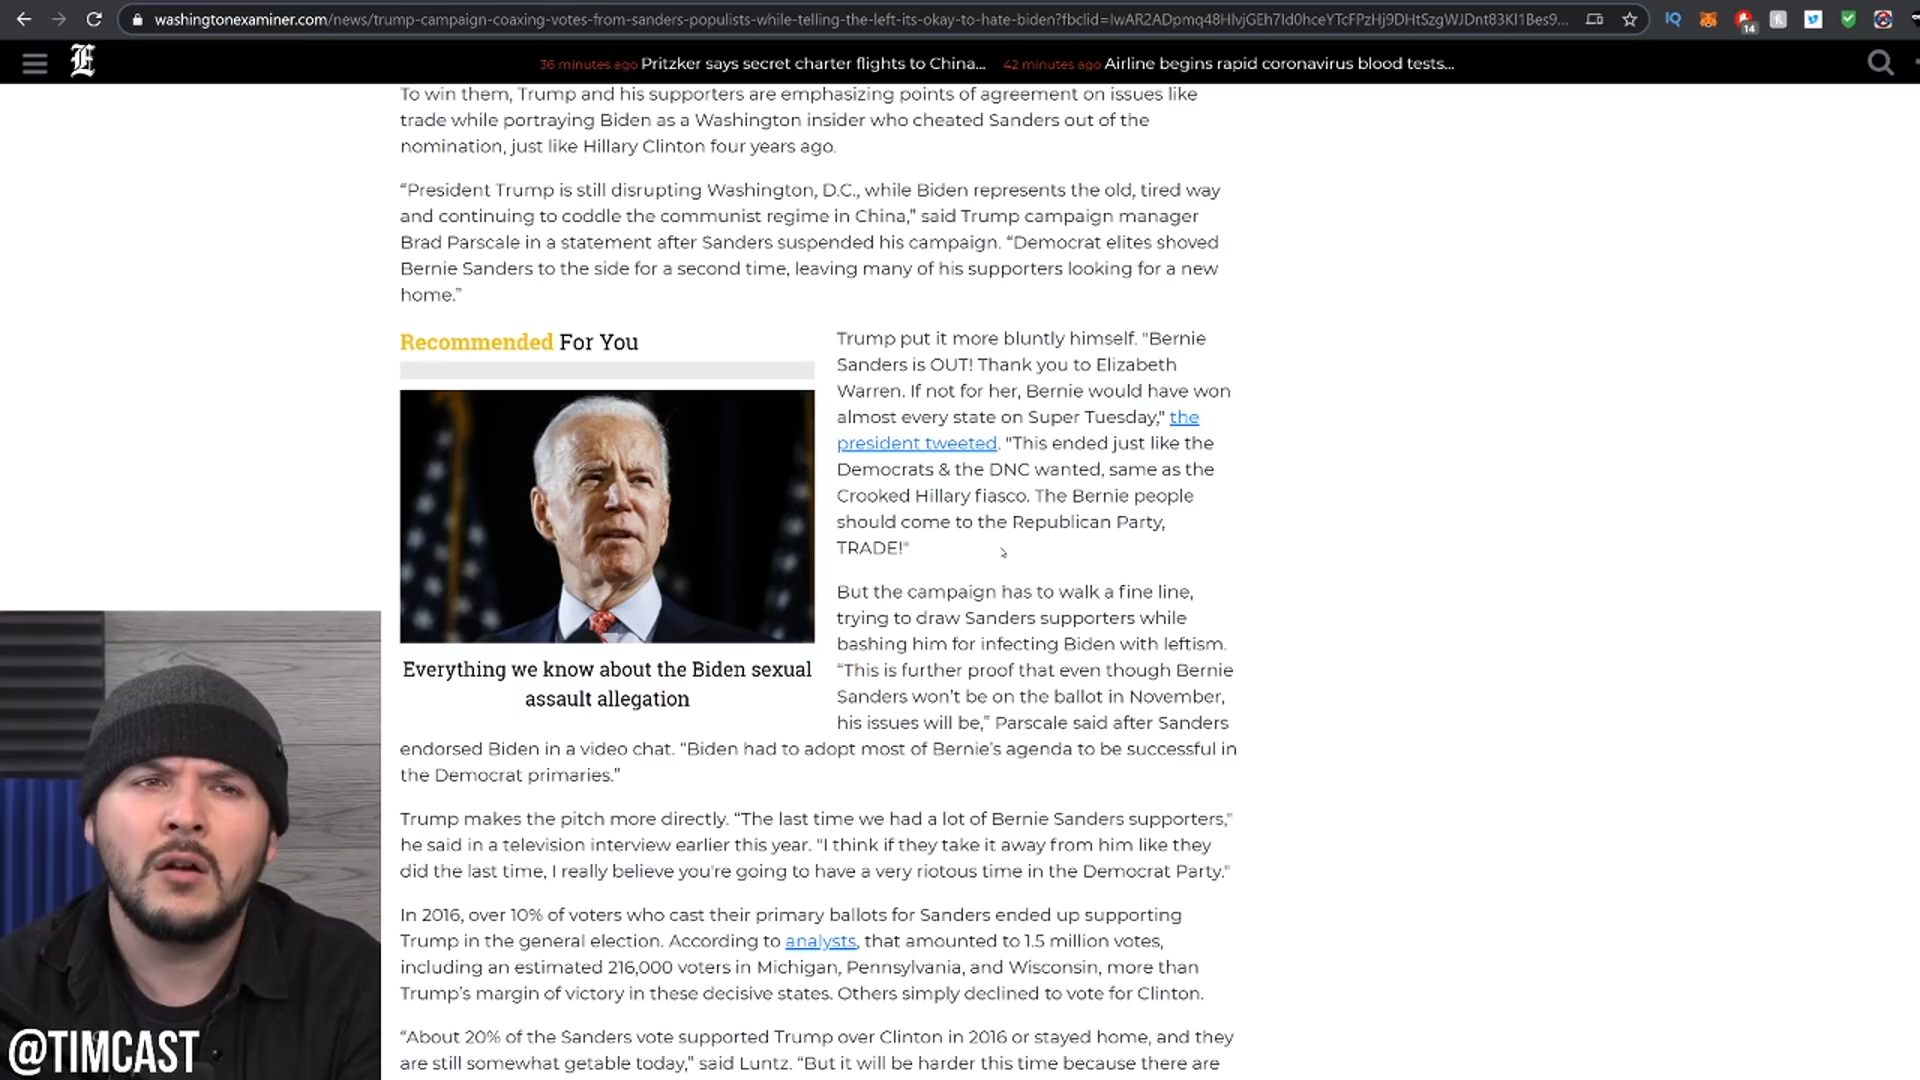 washingtonexaminer.com/news/trump-campaign-coaxing-votes-from-sanders-populists-while-telling-the-left-its-okay-to-hate-biden?fbclid=
IQ
14
E
36 minutes ago Pritzker says secret charter flights to China... 42 minutes ago Airline begins rapid coronavirus blood tests...
To win them, Trump and his supporters are emphasizing points of agreement on issues like
trade while portraying Biden as a Washington insider who cheated Sanders out of the
nomination, just like Hillary Clinton four years ago.
“President Trump is still disrupting Washington, D.C., while Biden represents the old, tired way
and continuing to coddle the communist regime in China,” said Trump campaign manager
Brad Parscale in a statement after Sanders suspended his campaign. “Democrat elites shoved
Bernie Sanders to the side for a second time, leaving many of his supporters looking for a new
home.”
Recommended For You
Everything we know about the Biden sexual
assault allegation
Trump put it more bluntly himself. "Bernie
Sanders is OUT! Thank you to Elizabeth
Warren. If not for her, Bernie would have won
almost every state on Super Tuesday," the
president tweeted. "This ended just like the
Democrats & the DNC wanted, same as the
Crooked Hillary fiasco. The Bernie people
should come to the Republican Party,
TRADE!"
But the campaign has to walk a fine line,
trying to draw Sanders supporters while
bashing him for infecting Biden with leftism.
“This is further proof that even though Bernie
Sanders won’t be on the ballot in November,
his issues will be,” Parscale said after Sanders
endorsed Biden in a video chat. “Biden had to adopt most of Bernie’s agenda to be successful in
the Democrat primaries.”
Trump makes the pitch more directly. “The last time we had a lot of Bernie Sanders supporters,”
he said in a television interview earlier this year. "I think if they take it away from him like they
did the last time, I really believe you're going to have a very riotous time in the Democrat Party."
In 2016, over 10% of voters who cast their primary ballots for Sanders ended up supporting
Trump in the general election. According to analysts, that amounted to 1.5 million votes,
including an estimated 216,000 voters in Michigan, Pennsylvania, and Wisconsin, more than
Trump’s margin of victory in these decisive states. Others simply declined to vote for Clinton.
“About 20% of the Sanders vote supported Trump over Clinton in 2016 or stayed home, and they
are still somewhat getable today,” said Luntz. “But it will be harder this time because there are
@TIMCAST